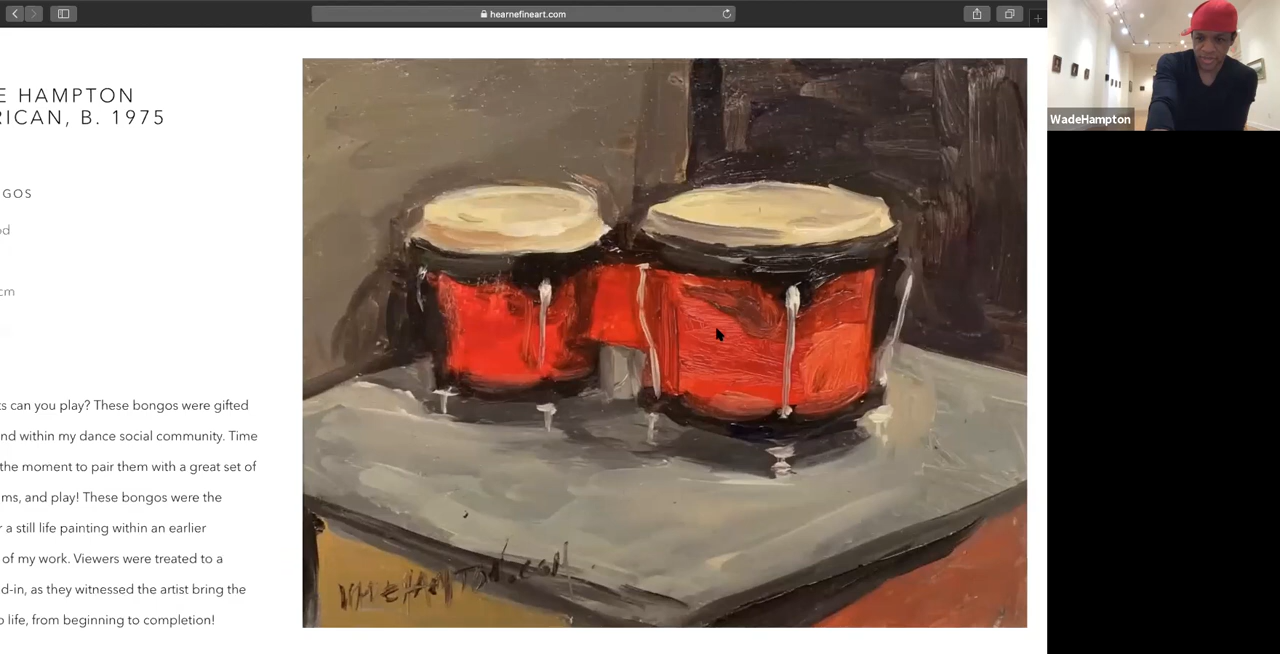 hearnefineart.com
E HAMPTON
RICAN, B. 1975
GOS
od
cm
ts can you play? These bongos were gifted
nd within my dance social community. Time
the moment to pair them with a great set of
ms, and play! These bongos were the
r a still life painting within an earlier
of my work. Viewers were treated to a
d-in, as they witnessed the artist bring the
o life, from beginning to completion!
WadeHampton